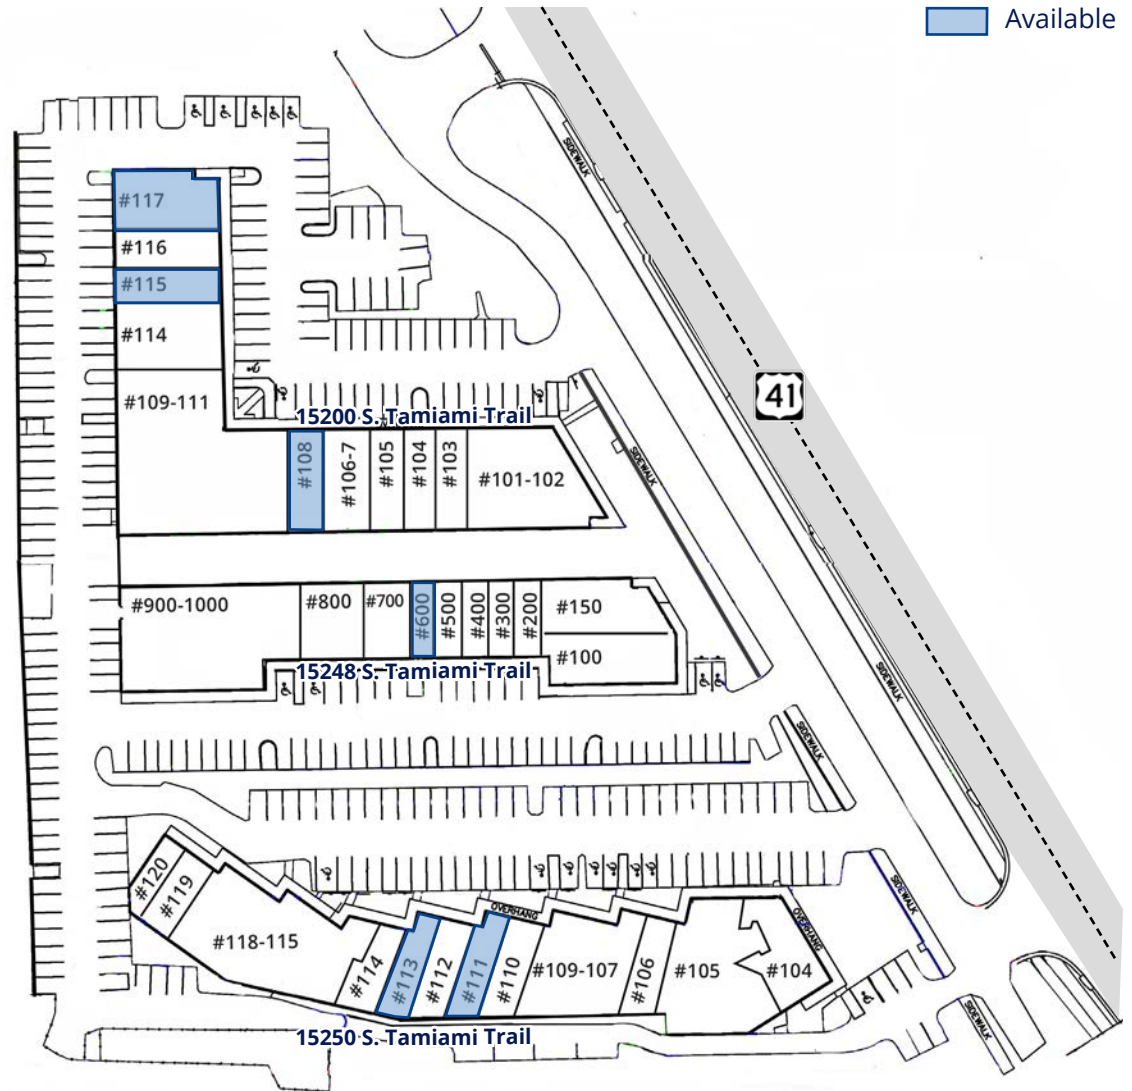 Available
SIDEWALK
#117
#116
#115
#114
#109-111
41
15200 S. Tamiami Trail
#108
#106-7
#105
#104
#103
#101-102
SIDEWALK
#900-1000
#800
#700
#600
#500
#400
#300
#200
#150
#100
15248 S. Tamiami Trail
SIDEWALK
SIDEWALK
#120
#119
#118-115
#114
#113
#112
#111
#110
#109-107
#106
#105
#104
OVERHANG
OVERHANG
SIDEWALK
SIDEWALK
15250 S. Tamiami Trail